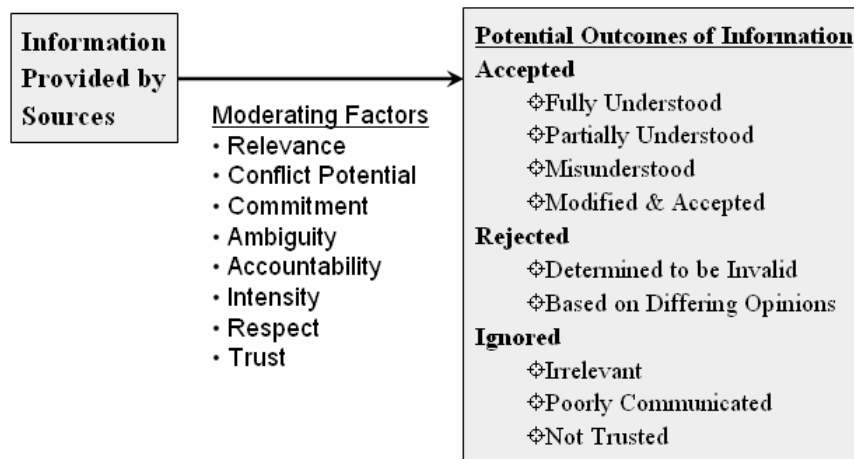 Information
Provided by
Sources
Moderating Factors
• Relevance
• Conflict Potential
• Commitment
• Ambiguity
• Accountability
• Intensity
• Respect
• Trust
Potential Outcomes of Information
Accepted
⌖Fully Understood
⌖Partially Understood
⌖Misunderstood
⌖Modified & Accepted
Rejected
⌖Determined to be Invalid
⌖Based on Differing Opinions
Ignored
⌖Irrelevant
⌖Poorly Communicated
⌖Not Trusted